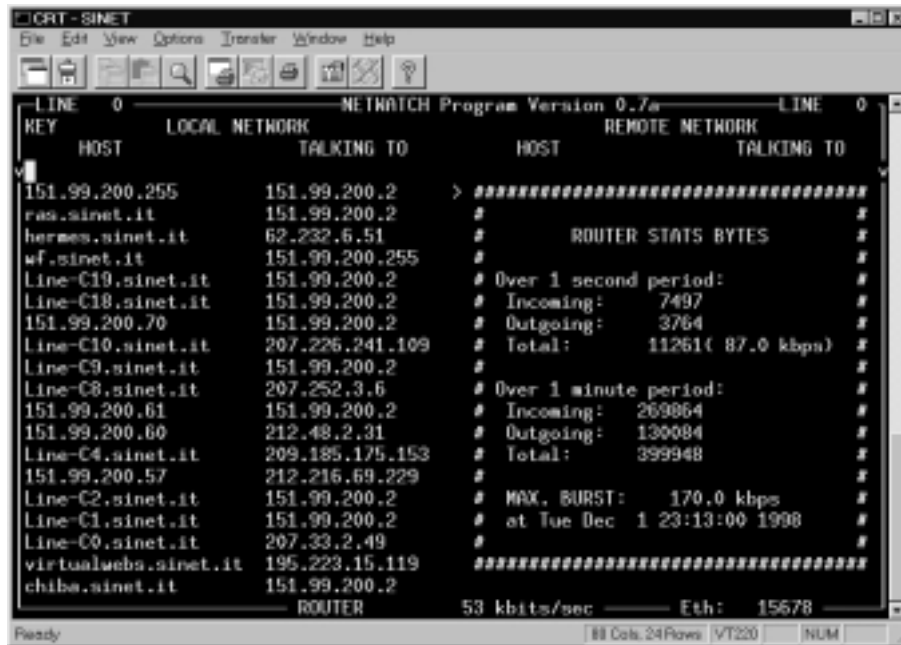 CRT - SINET
File Edit View Options Transfer Window Help
LINE 0 NETWATCH Program Version 0.7a LINE 0
KEY LOCAL NETWORK REMOTE NETWORK
HOST TALKING TO HOST TALKING TO
151.99.200.255 151.99.200.2 > #####################################
ras.sinet.it 151.99.200.2 # #
hermes.sinet.it 62.232.6.51 # ROUTER STATS BYTES #
wf.sinet.it 151.99.200.255 # #
Line-C19.sinet.it 151.99.200.2 # Over 1 second period: #
Line-C18.sinet.it 151.99.200.2 # Incoming: 7497 #
151.99.200.70 151.99.200.2 # Outgoing: 3764 #
Line-C10.sinet.it 207.226.241.109 # Total: 11261( 87.0 kbps) #
Line-C9.sinet.it 151.99.200.2 # #
Line-C8.sinet.it 207.252.3.6 # Over 1 minute period: #
151.99.200.61 151.99.200.2 # Incoming: 269864 #
151.99.200.60 212.48.2.31 # Outgoing: 130084 #
Line-C4.sinet.it 209.185.175.153 # Total: 399948 #
151.99.200.57 212.216.69.229 # #
Line-C2.sinet.it 151.99.200.2 # MAX. BURST: 170.0 kbps #
Line-C1.sinet.it 151.99.200.2 # at Tue Dec 1 23:13:00 1998 #
Line-C0.sinet.it 207.33.2.49 # #
virtualwebs.sinet.it 195.223.15.119 #####################################
chiba.sinet.it 151.99.200.2
ROUTER 53 kbits/sec Eth: 15678
Ready 80 Cols, 24 Rows VT220 NUM